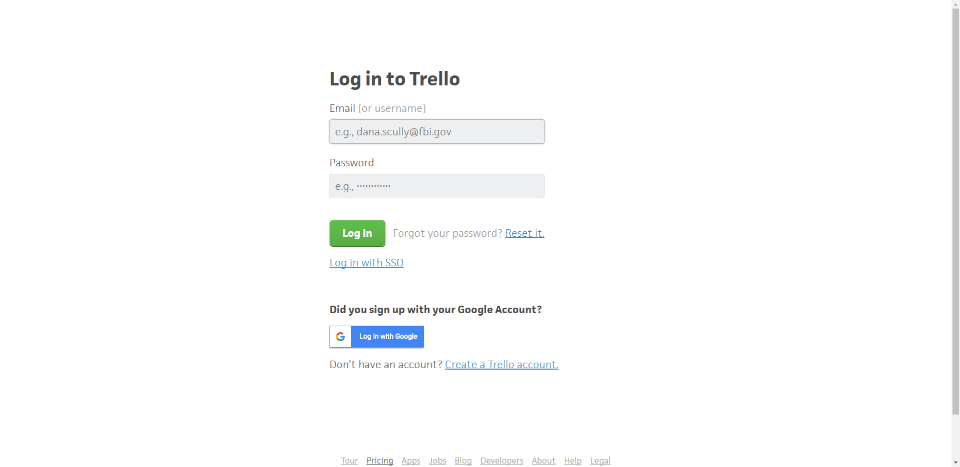 Log in to Trello
Email (or username)
e.g., dana.scully@fbi.gov
Password
e.g., ••••••••••••
Log In Forgot your password? Reset it.
Log in with SSO
Did you sign up with your Google Account?
G Log in with Google
Don't have an account? Create a Trello account.
Tour Pricing Apps Jobs Blog Developers About Help Legal